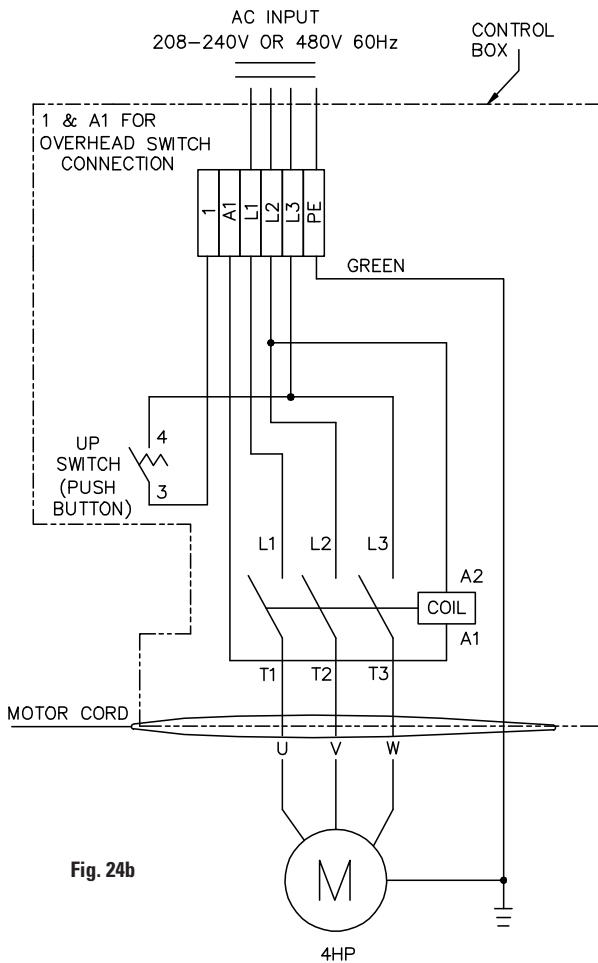 AC INPUT
208-240V OR 480V 60Hz
CONTROL
BOX
1 & A1 FOR
OVERHEAD SWITCH
CONNECTION
1
A1
L1
L2
L3
PE
GREEN
4
UP
SWITCH
(PUSH
BUTTON)
3
L1
L2
L3
A2
COIL
A1
T1
T2
T3
MOTOR CORD
U
V
W
M
Fig. 24b
4HP